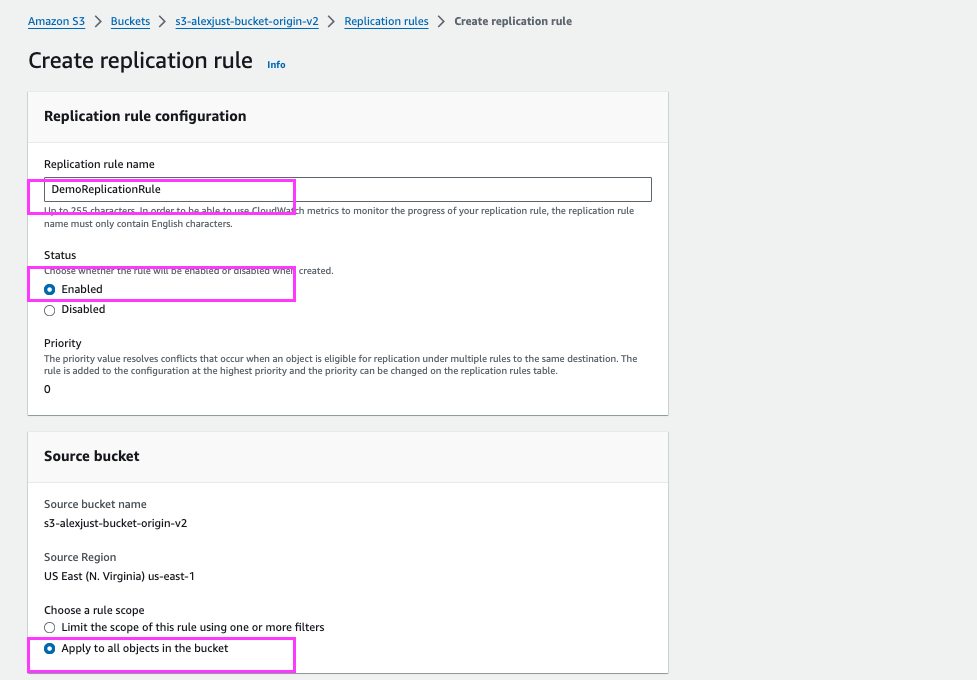 Amazon S3 > Buckets > s3-alexjust-bucket-origin-v2 > Replication rules > Create replication rule
Create replication rule Info
Replication rule configuration
Replication rule name
DemoReplicationRule
Up to 255 characters. In order to be able to use CloudWatch metrics to monitor the progress of your replication rule, the replication rule
name must only contain English characters.
Status
Choose whether the rule will be enabled or disabled when created.
Enabled
Disabled
Priority
The priority value resolves conflicts that occur when an object is eligible for replication under multiple rules to the same destination. The
rule is added to the configuration at the highest priority and the priority can be changed on the replication rules table.
0
Source bucket
Source bucket name
s3-alexjust-bucket-origin-v2
Source Region
US East (N. Virginia) us-east-1
Choose a rule scope
Limit the scope of this rule using one or more filters
Apply to all objects in the bucket